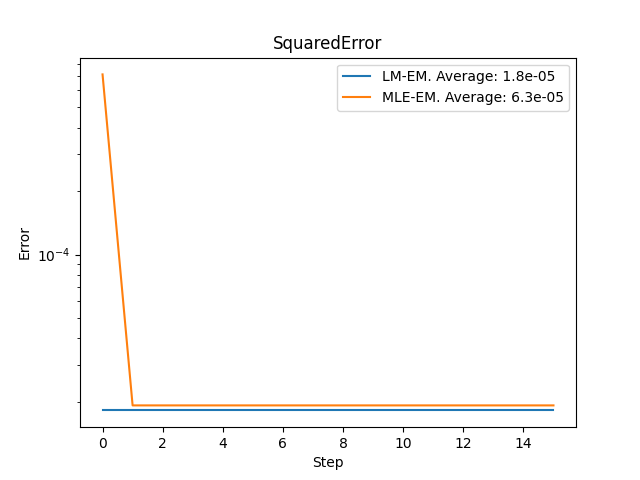 SquaredError
LM-EM. Average: 1.8e-05
MLE-EM. Average: 6.3e-05
Error
10⁻⁴
0 2 4 6 8 10 12 14
Step